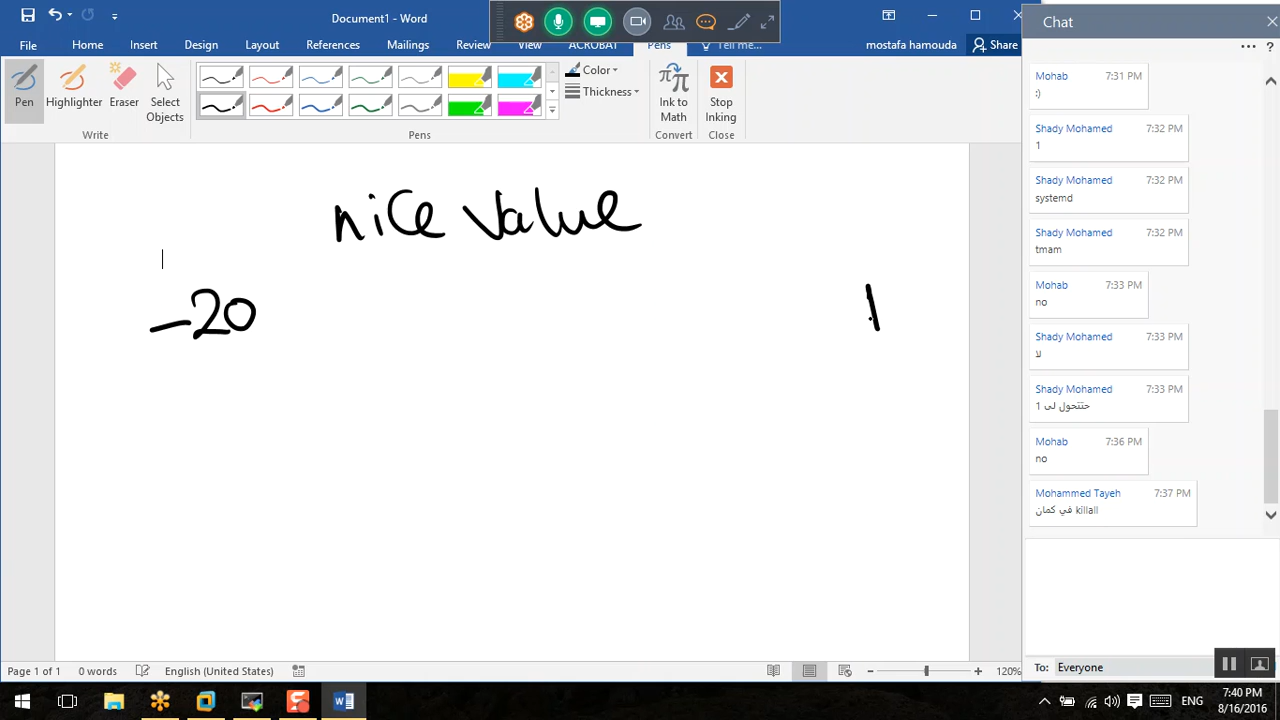 Document1 - Word
File Home Insert Design Layout References Mailings Review View ACROBAT Pens Tell me... mostafa hamouda Share
Pen Highlighter Eraser Select Objects
Color
Thickness
Ink to Math
Stop Inking
Write Pens Convert Close
nice value
-20 1
Page 1 of 1 0 words English (United States) 120%
Chat
Mohab 7:31 PM
:)
Shady Mohamed 7:32 PM
1
Shady Mohamed 7:32 PM
systemd
Shady Mohamed 7:32 PM
tmam
Mohab 7:33 PM
no
Shady Mohamed 7:33 PM
لا
Shady Mohamed 7:33 PM
حتتحول لى 1
Mohab 7:36 PM
no
Mohammed Tayeh 7:37 PM
في كمان killall
To: Everyone
ENG 7:40 PM
8/16/2016